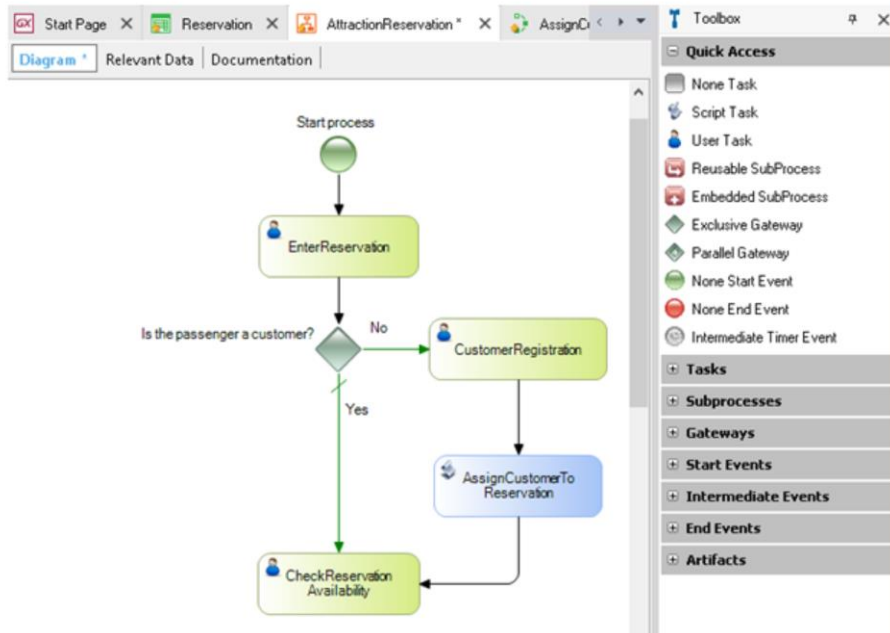 GX Start Page X Reservation X AttractionReservation * X
Diagram * Relevant Data Documentation
Start process
EnterReservation
Is the passenger a customer?
No
CustomerRegistration
Yes
AssignCustomerTo
Reservation
CheckReservation
Availability
Toolbox
Quick Access
None Task
Script Task
User Task
Reusable SubProcess
Embedded SubProcess
Exclusive Gateway
Parallel Gateway
None Start Event
None End Event
Intermediate Timer Event
Tasks
Subprocesses
Gateways
Start Events
Intermediate Events
End Events
Artifacts